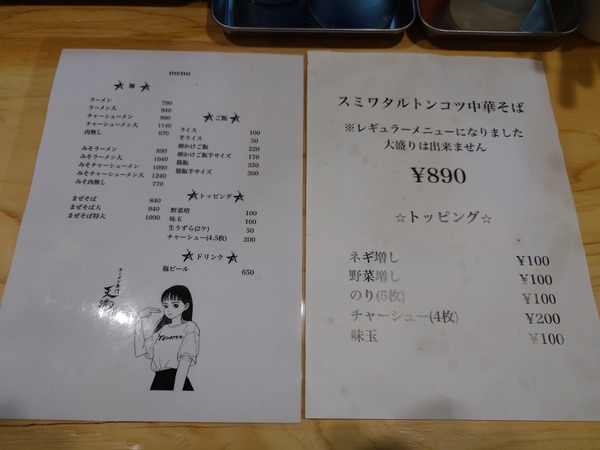 menu
麺
ラーメン 790
ラーメン大 940
チャーシューメン 990
チャーシューメン大 1140
肉無し 670
みそラーメン 890
みそラーメン大 1040
みそチャーシューメン 1090
みそチャーシューメン大 1240
みそ肉無し 770
まぜそば 840
まぜそば大 940
まぜそば特大 1090
ご飯
ライス 100
半ライス 50
卵かけご飯 220
卵かけご飯半サイズ 170
豚飯 350
豚飯半サイズ 300
トッピング
野菜増 100
味玉 100
生うずら(2ケ) 50
チャーシュー(4.5枚) 200
ドリンク
瓶ビール 650
ラーメン専門
スミワタルトンコツ中華そば
※レギュラーメニューになりました
大盛りは出来ません
¥890
☆トッピング☆
ネギ増し ¥100
野菜増し ¥100
のり(5枚) ¥100
チャーシュー(4枚) ¥200
味玉 ¥100